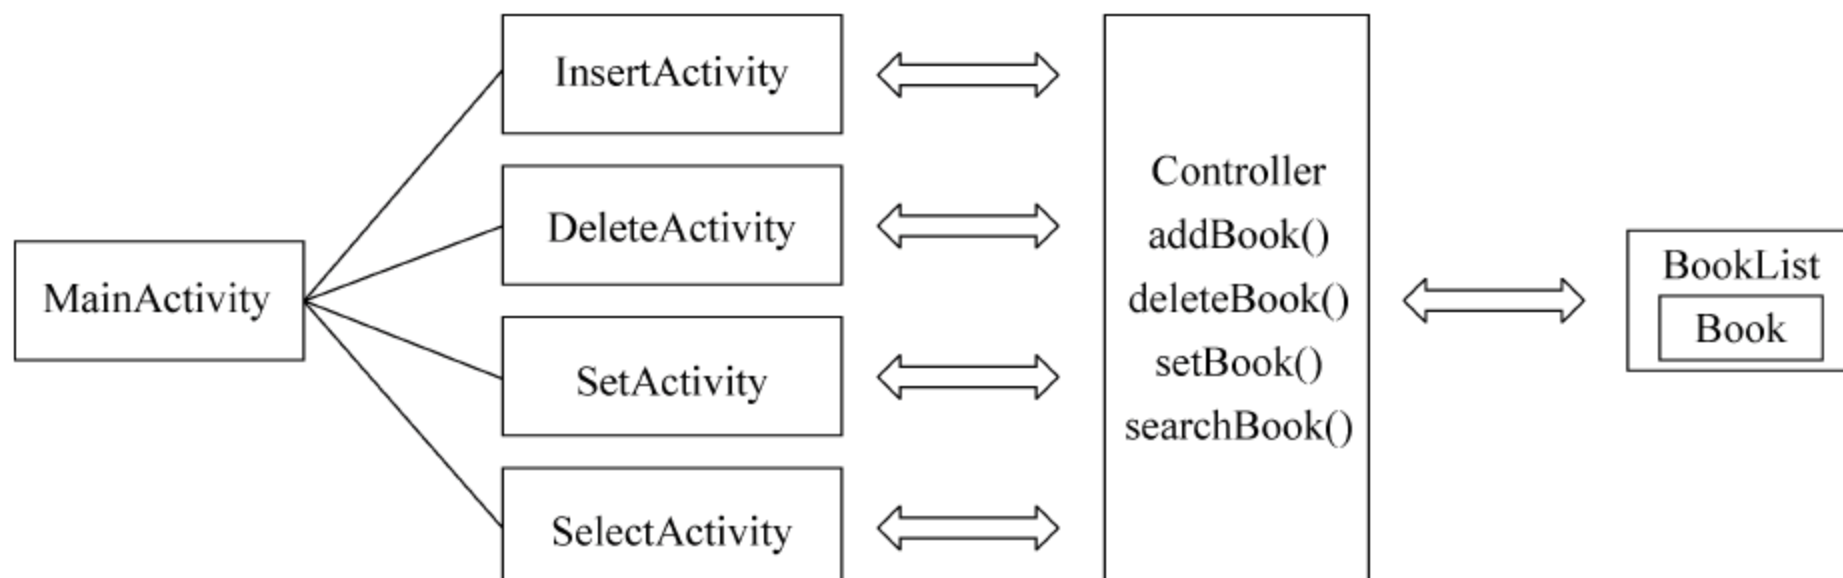 MainActivity
InsertActivity
DeleteActivity
SetActivity
SelectActivity
Controller
addBook()
deleteBook()
setBook()
searchBook()
BookList
Book